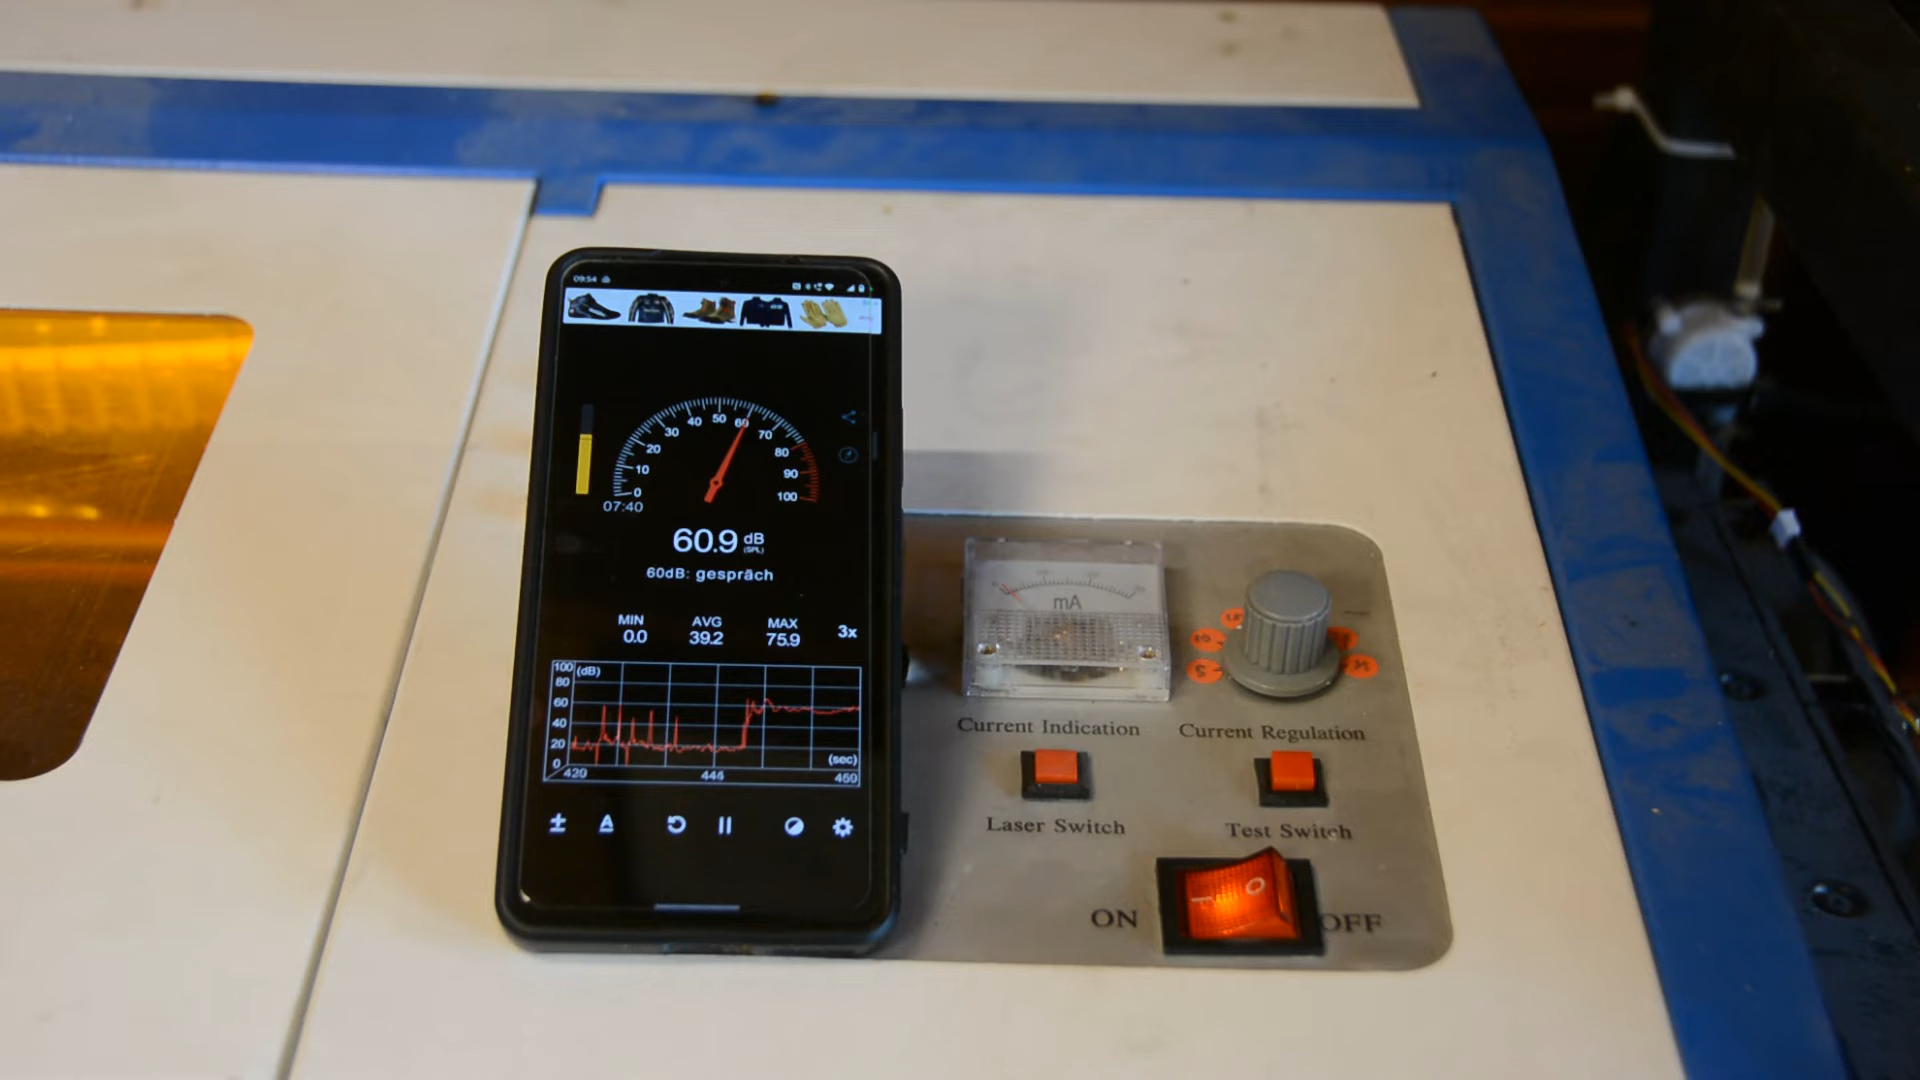 09:54
0 10 20 30 40 50 60 70 80 90 100
07:40
60.9 dB
(SPL)
60dB: gespräch
MIN AVG MAX
0.0 39.2 75.9 3x
100 (dB)
80
60
40
20
0 (sec)
420 444 469
A
mA
5
Current Indication Current Regulation
Laser Switch Test Switch
ON OFF